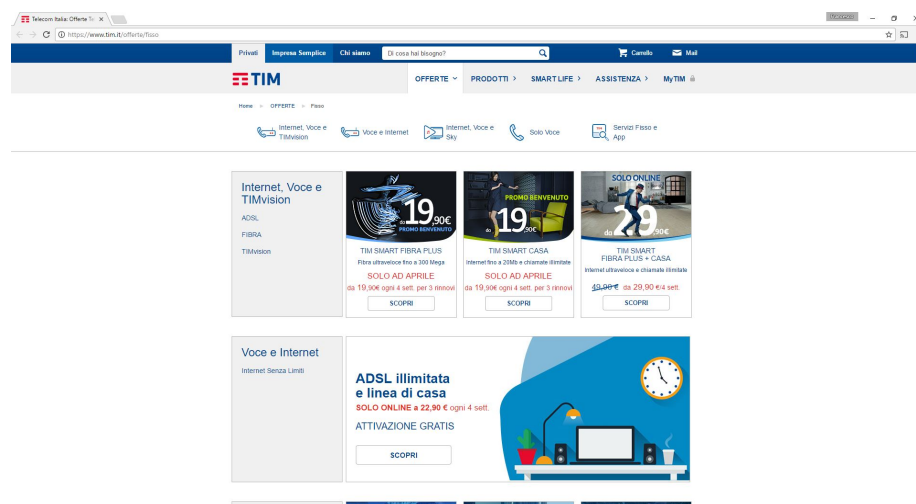 Telecom Italia: Offerte
https://www.tim.it/offerte/fisso
Privati Impresa Semplice Chi siamo Di cosa hai bisogno? Carrello Mail
TIM OFFERTE PRODOTTI SMART LIFE ASSISTENZA MyTIM
Home OFFERTE Fisso
Internet, Voce e
TIMvision
Voce e Internet
Internet, Voce e
Sky
Solo Voce
Servizi Fisso e
App
Internet, Voce e
TIMvision
ADSL
FIBRA
TIMvision
da 19,90€
PROMO BENVENUTO
TIM SMART FIBRA PLUS
Fibra ultraveloce fino a 300 Mega
SOLO AD APRILE
da 19,90€ ogni 4 sett. per 3 rinnovi
SCOPRI
PROMO BENVENUTO
da 19,90€
TIM SMART CASA
Internet fino a 20Mb e chiamate illimitate
SOLO AD APRILE
da 19,90€ ogni 4 sett. per 3 rinnovi
SCOPRI
SOLO ONLINE
da 29,90€
TIM SMART
FIBRA PLUS + CASA
Internet ultraveloce e chiamate illimitate
49,90 € da 29,90 €/4 sett.
SCOPRI
Voce e Internet
Internet Senza Limiti
ADSL illimitata
e linea di casa
SOLO ONLINE a 22,90 € ogni 4 sett.
ATTIVAZIONE GRATIS
SCOPRI